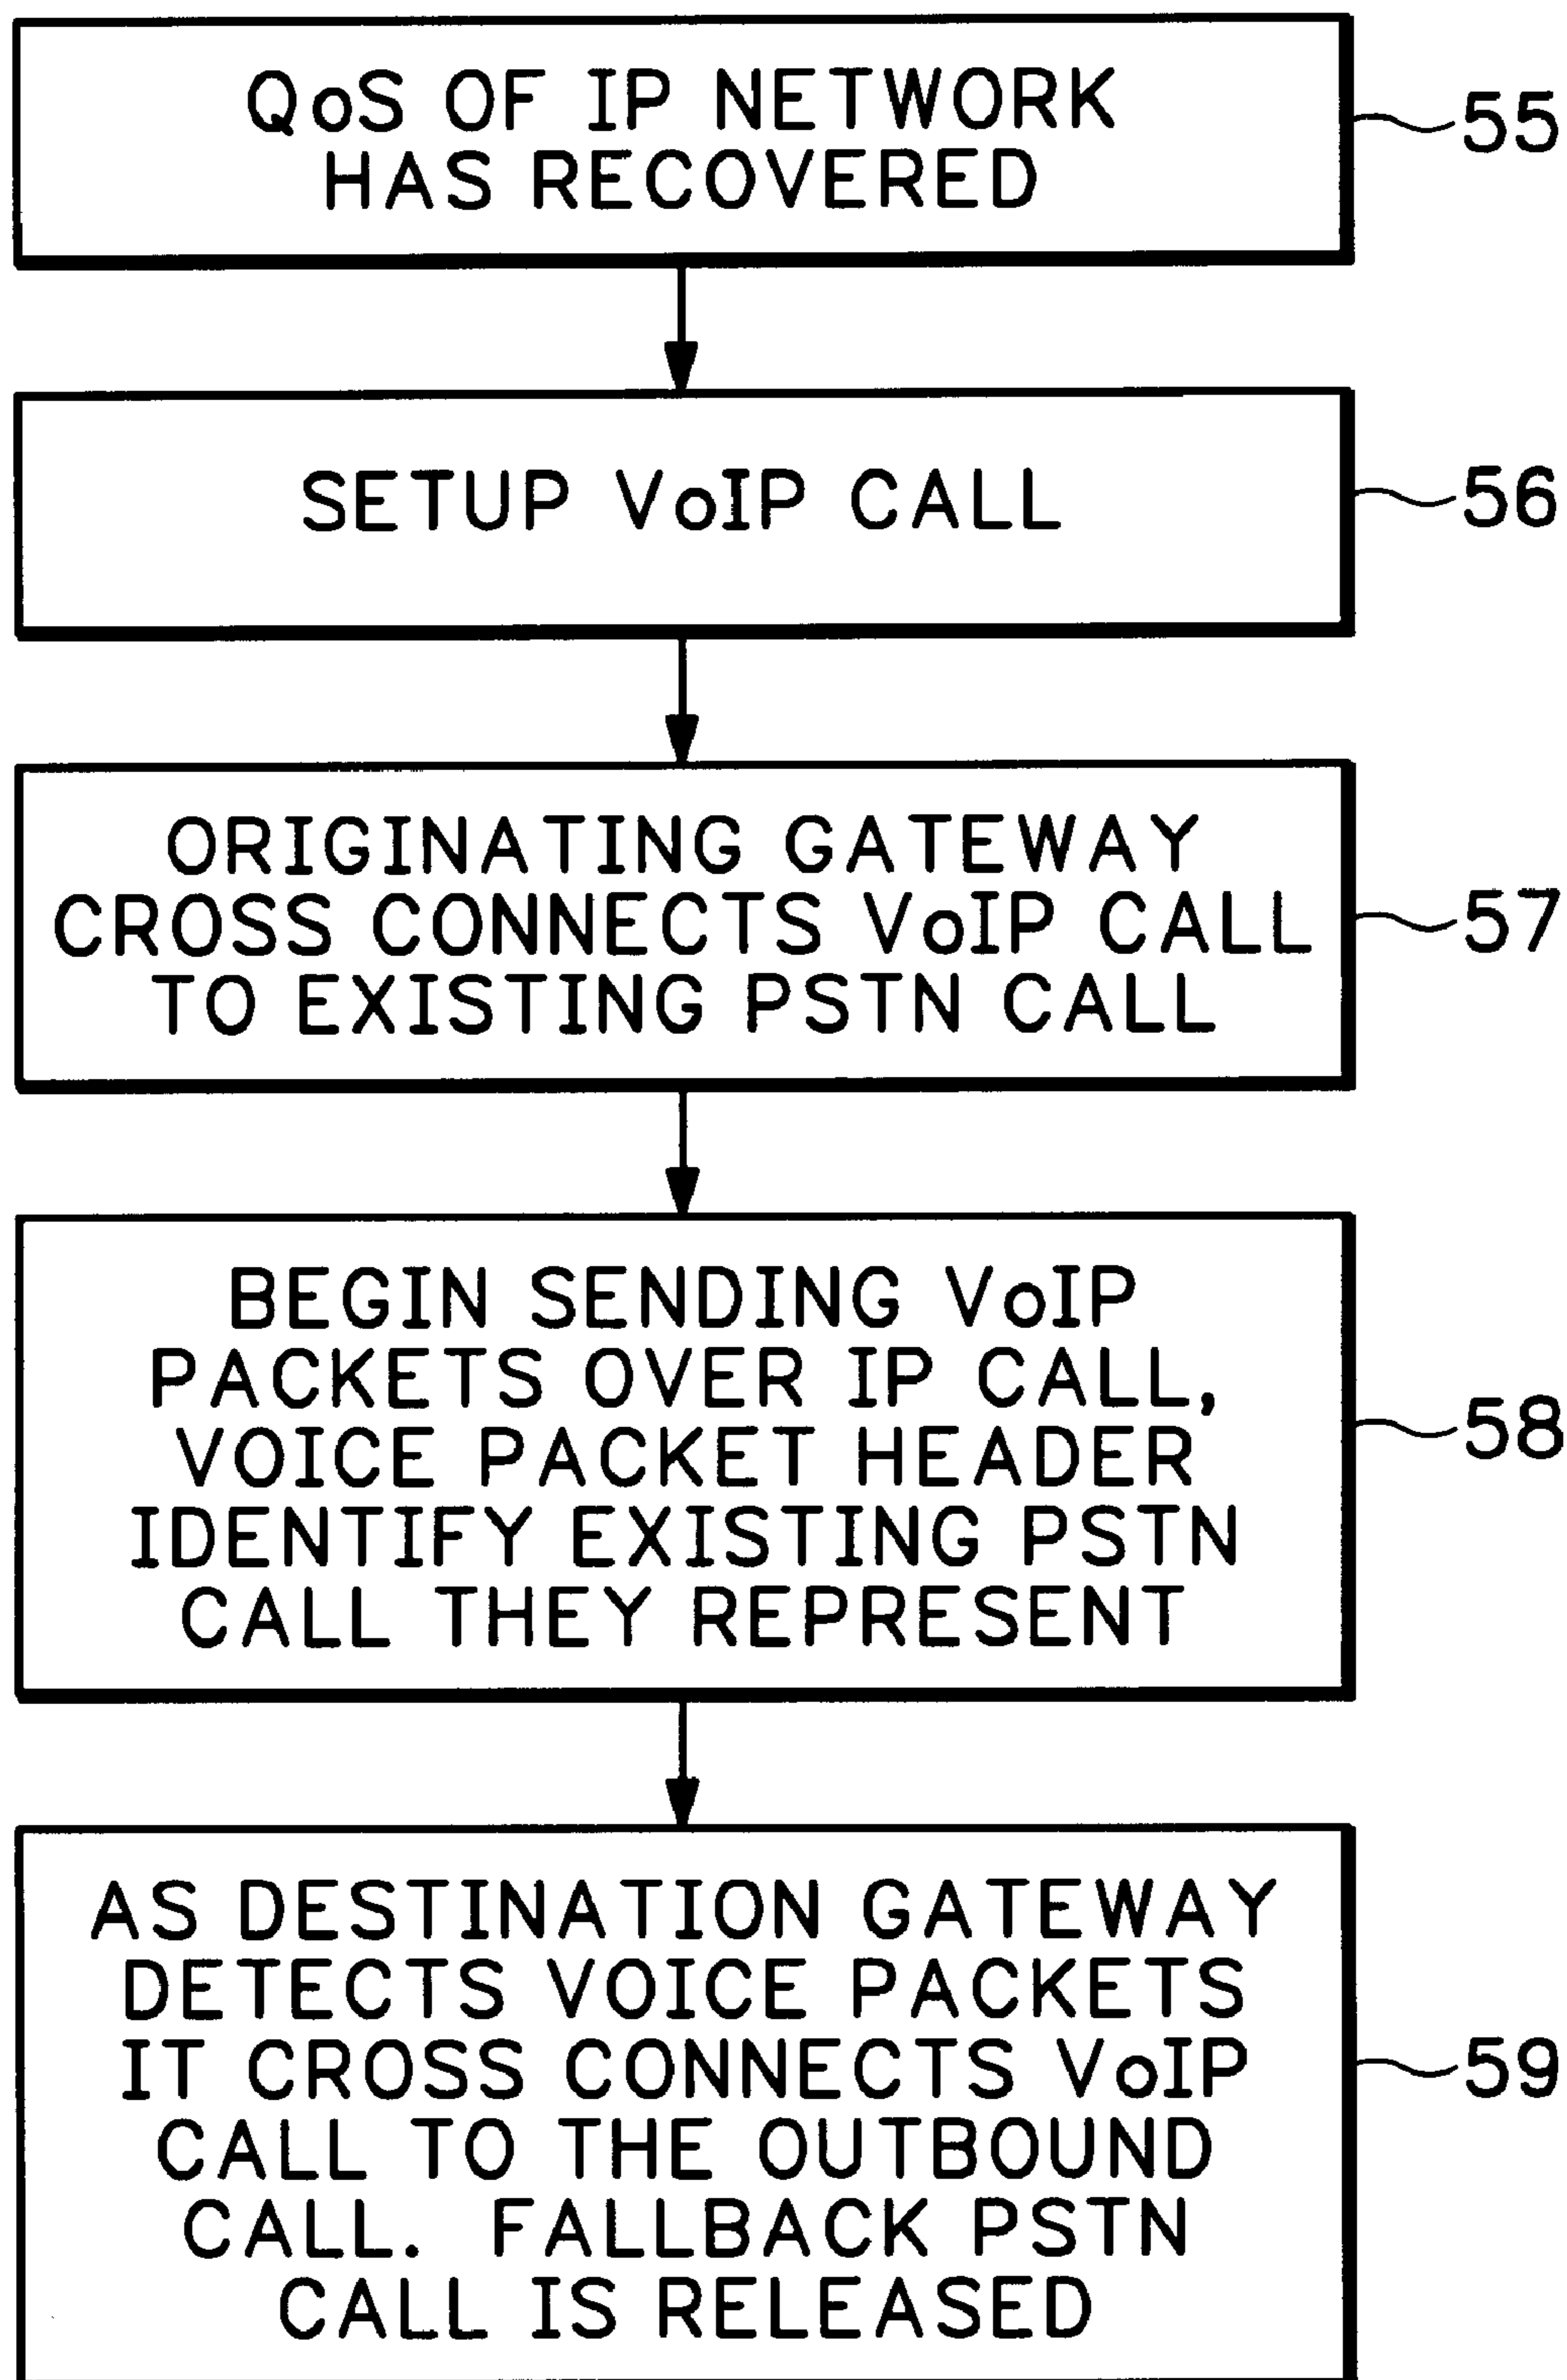 QoS OF IP NETWORK
HAS RECOVERED
55
SETUP VoIP CALL
56
ORIGINATING GATEWAY
CROSS CONNECTS VoIP CALL
TO EXISTING PSTN CALL
57
BEGIN SENDING VoIP
PACKETS OVER IP CALL,
VOICE PACKET HEADER
IDENTIFY EXISTING PSTN
CALL THEY REPRESENT
58
AS DESTINATION GATEWAY
DETECTS VOICE PACKETS
IT CROSS CONNECTS VoIP
CALL TO THE OUTBOUND
CALL. FALLBACK PSTN
CALL IS RELEASED
59